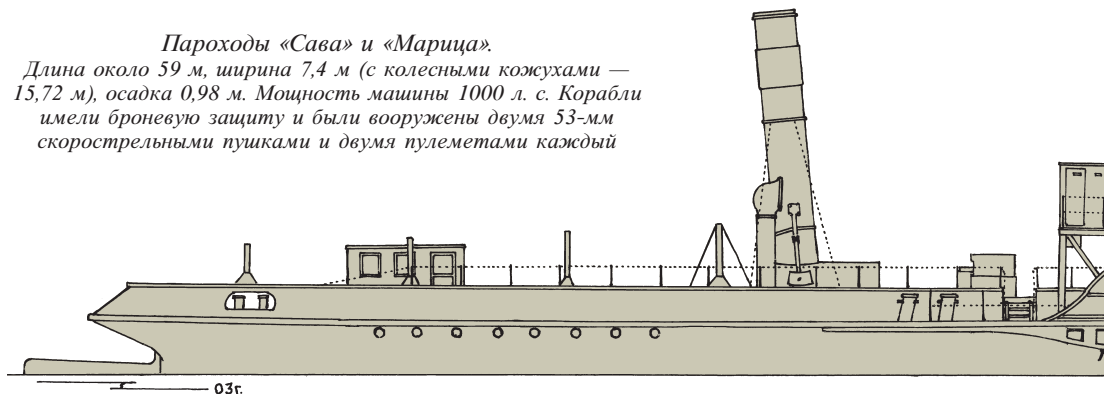 Пароходы «Сава» и «Марица».
Длина около 59 м, ширина 7,4 м (с колесными кожухами —
15,72 м), осадка 0,98 м. Мощность машины 1000 л. с. Корабли
имели броневую защиту и были вооружены двумя 53-мм
скорострельными пушками и двумя пулеметами каждый
03г.